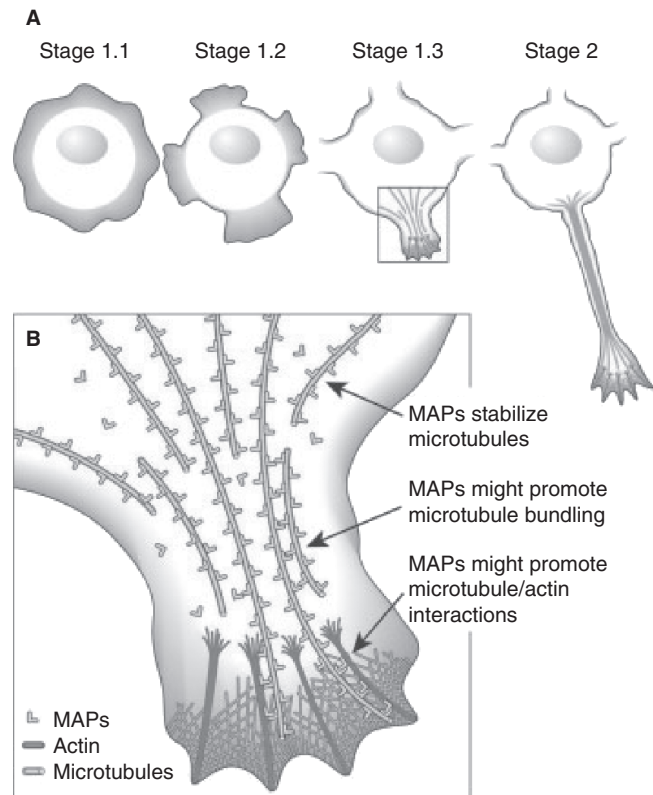 A
Stage 1.1
Stage 1.2
Stage 1.3
Stage 2
B
MAPs stabilize
microtubules
MAPs might promote
microtubule bundling
MAPs might promote
microtubule/actin
interactions
MAPs
Actin
Microtubules